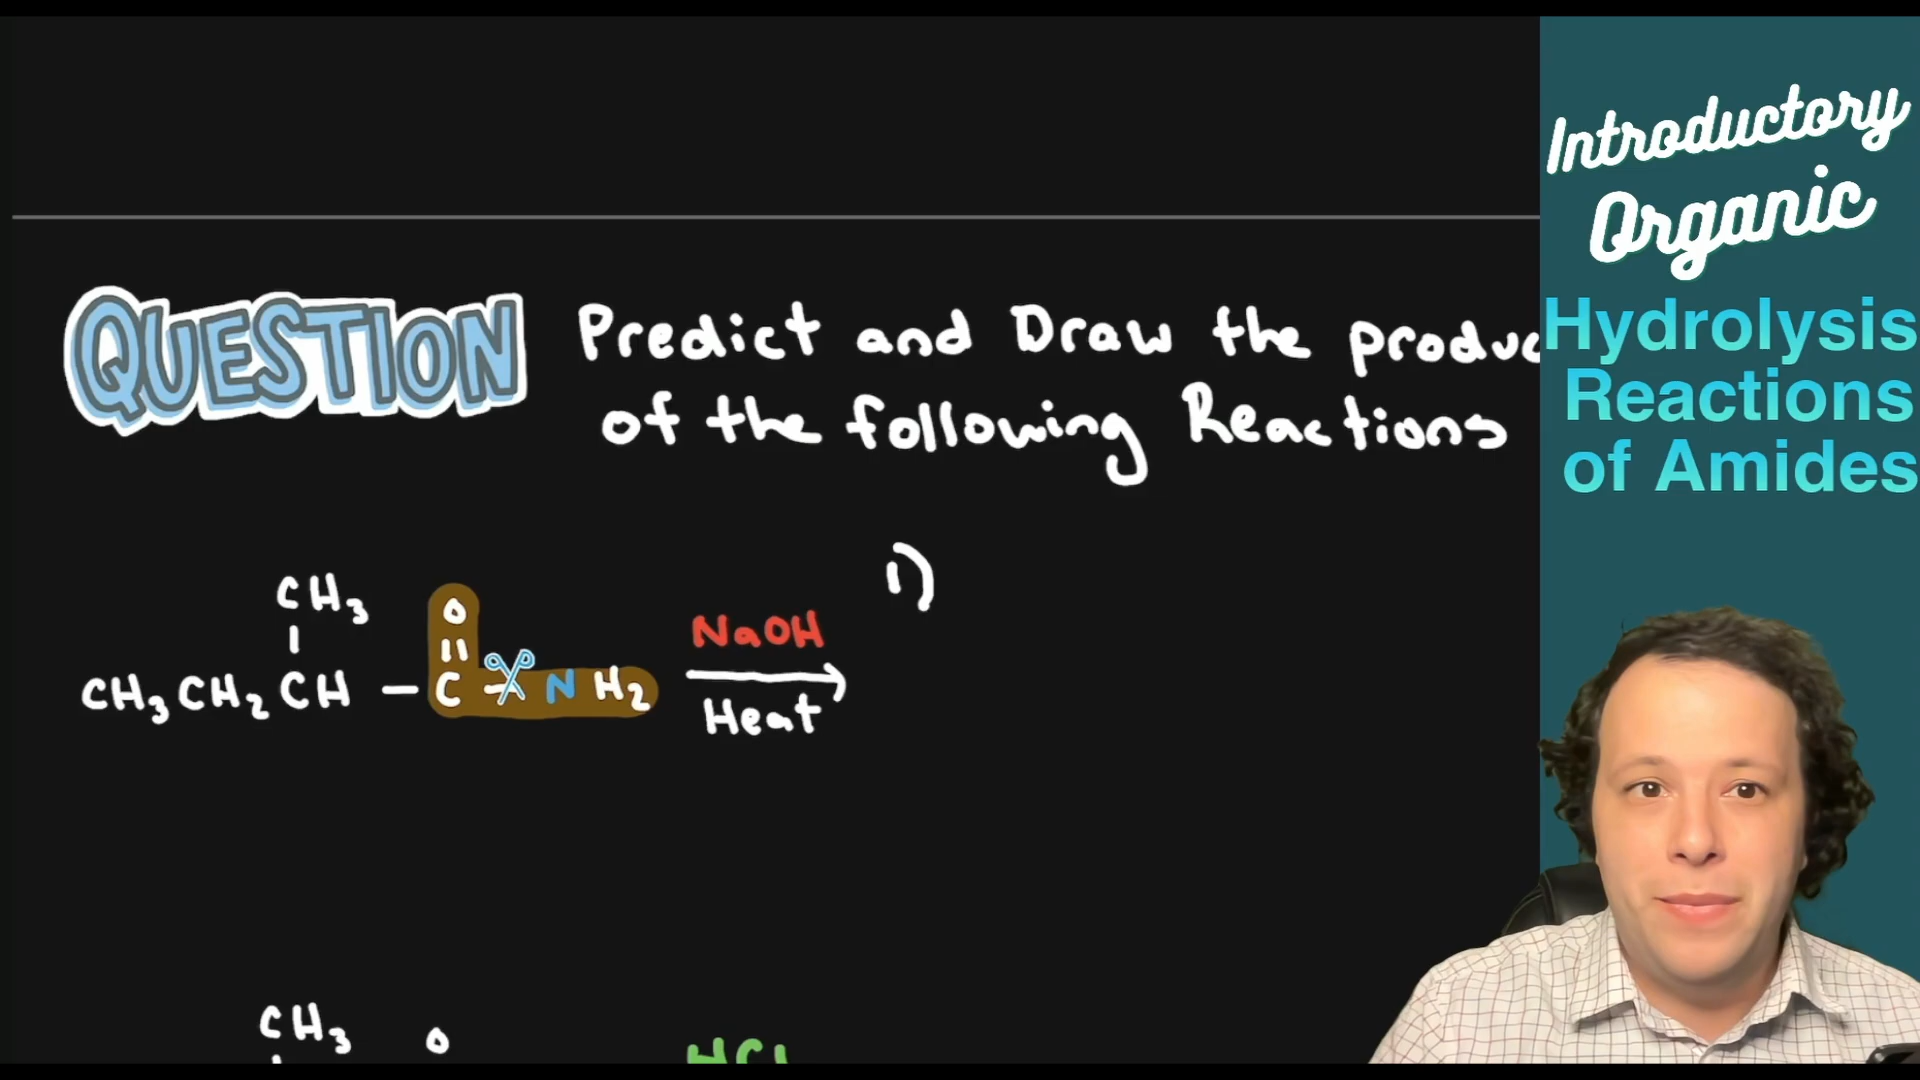 Introductory
Organic
Hydrolysis
Reactions
of Amides
QUESTION Predict and Draw the produc
of the following Reactions
1)
CH3
O
NaOH
CH3CH2CH-C-NH2
Heat
CH3
O
HCl